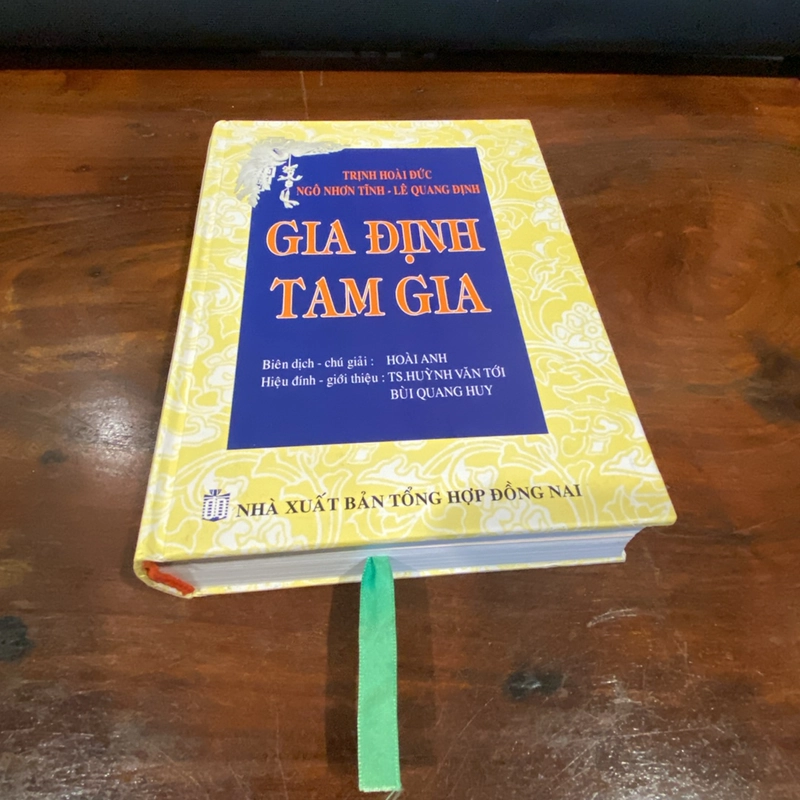 TRỊNH HOÀI ĐỨC
NGÔ NHƠN TĨNH - LÊ QUANG ĐỊNH
GIA ĐỊNH
TAM GIA
Biên dịch - chú giải : HOÀI ANH
Hiệu đính - giới thiệu : TS.HUỲNH VĂN TỚI
BÙI QUANG HUY
NHÀ XUẤT BẢN TỔNG HỢP ĐỒNG NAI